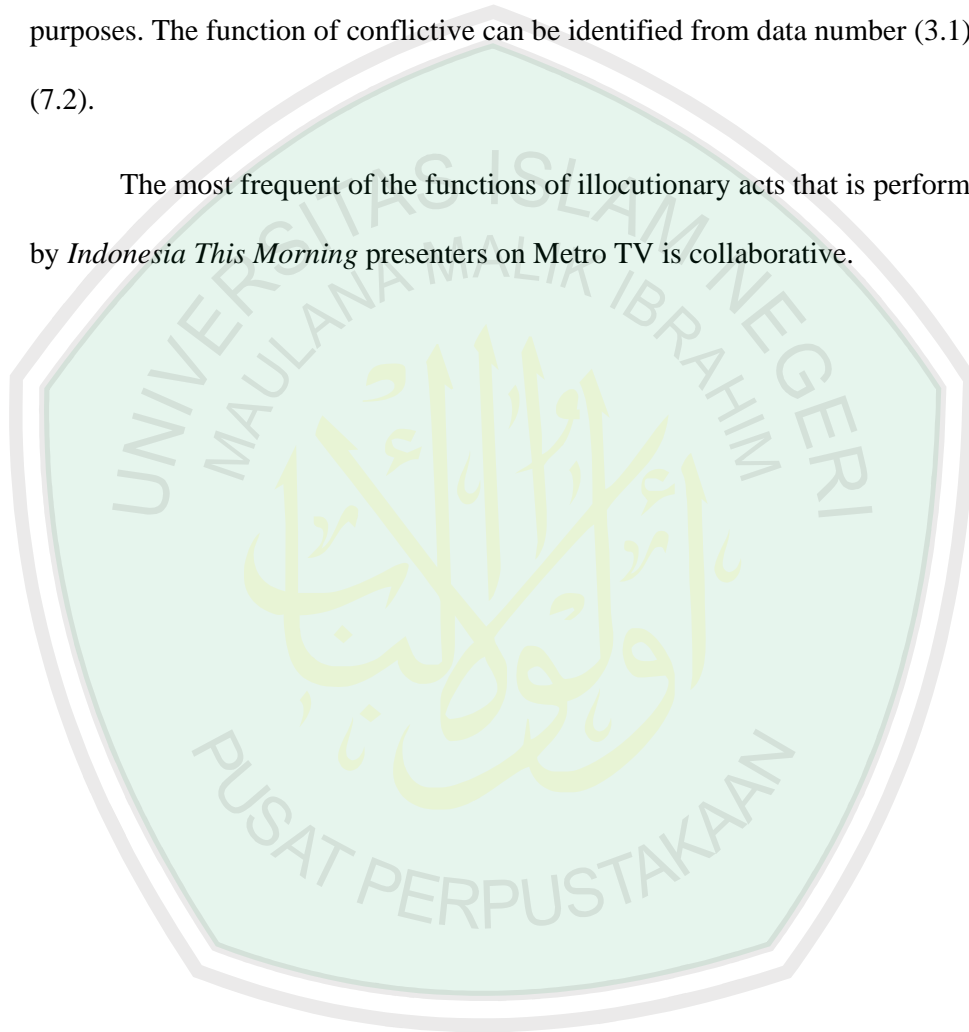 purposes. The function of conflictive can be identified from data number (3.1)
(7.2).
The most frequent of the functions of illocutionary acts that is perform
by Indonesia This Morning presenters on Metro TV is collaborative.
UNIVERSITAS ISLAM NEGERI
MAULANA MALIK IBRAHIM
أولوا الألباب
PUSAT PERPUSTAKAAN